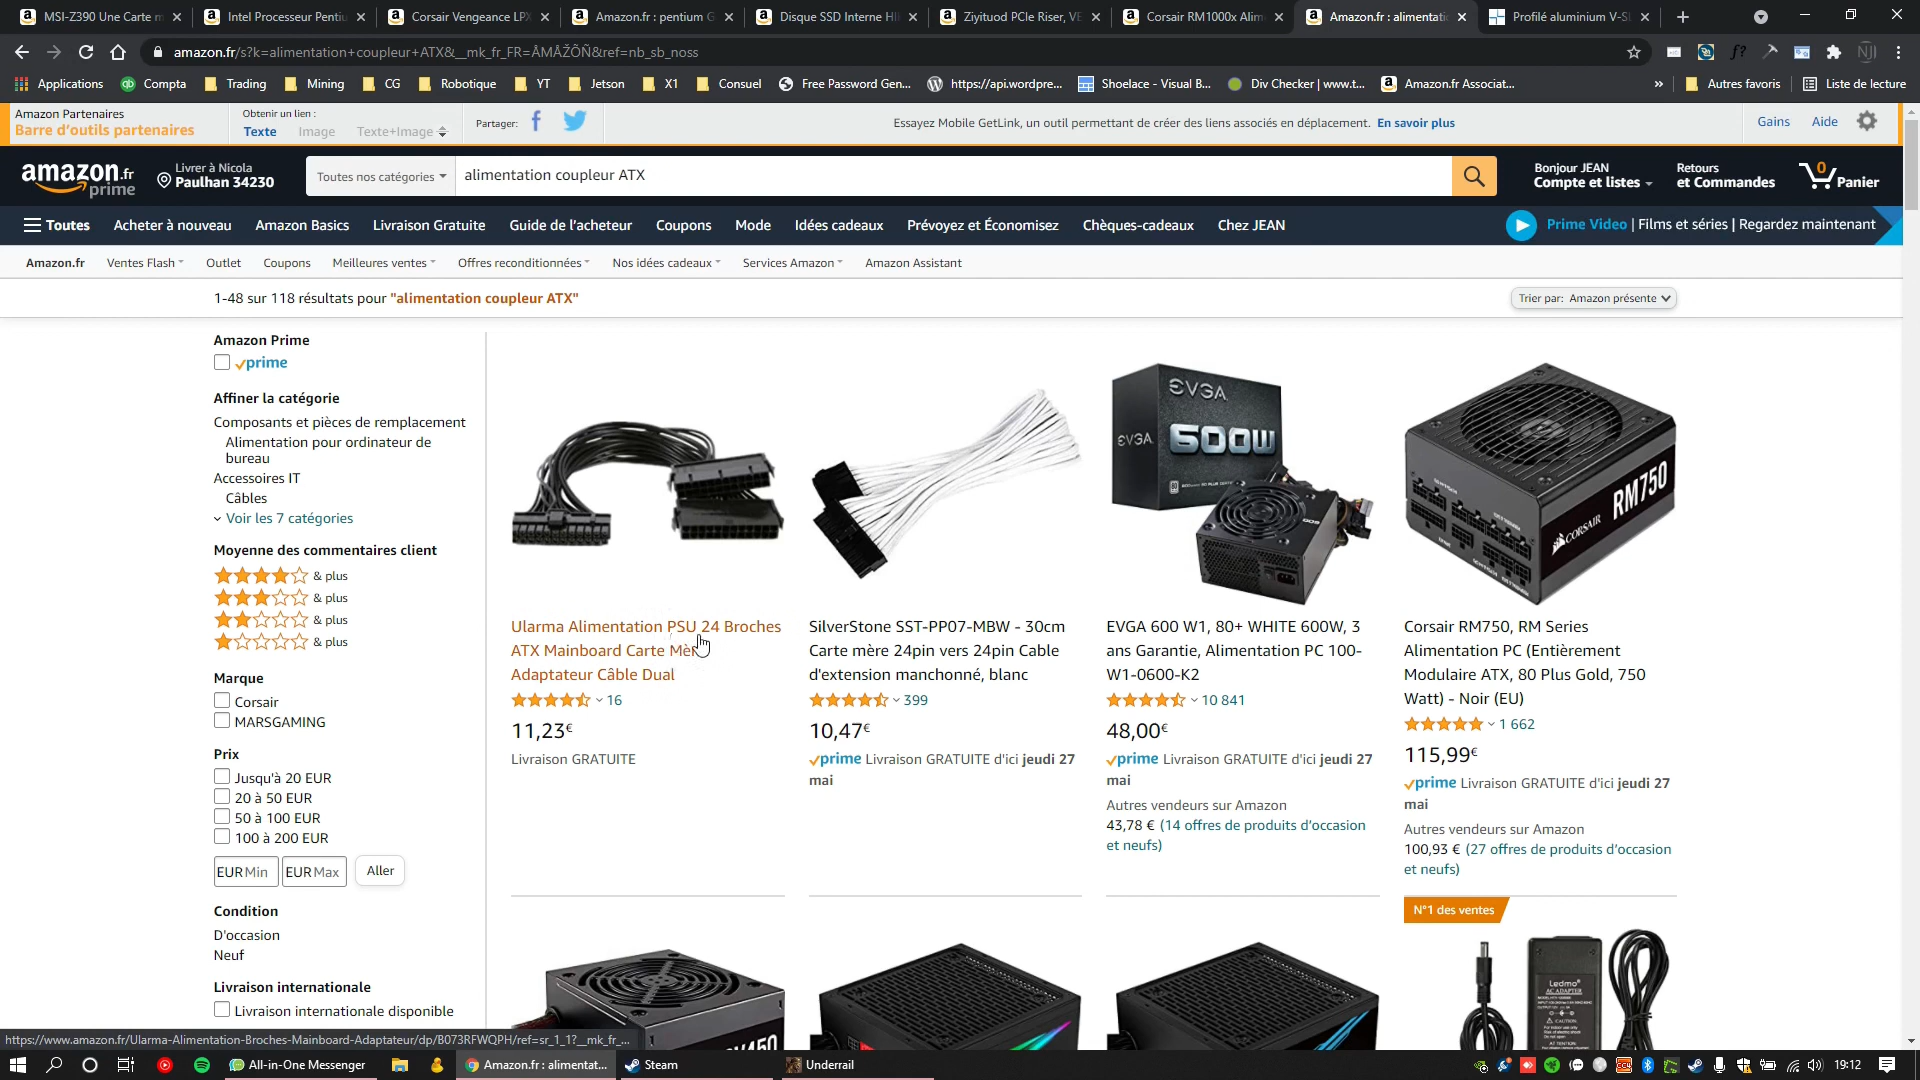 MSI-Z390 Une Carte m
Intel Processeur Pentiu
Corsair Vengeance LPX
Amazon.fr : pentium G
Disque SSD Interne HI
Ziyituod PCIe Riser, VE
Corsair RM1000x Alim
Amazon.fr : alimentati
Profilé aluminium V-Sl
amazon.fr/s?k=alimentation+coupleur+ATX&__mk_fr_FR=ÅMÅŽÕÑ&ref=nb_sb_noss
Applications
Compta
Trading
Mining
CG
Robotique
YT
Jetson
X1
Consuel
Free Password Gen...
https://api.wordpre...
Shoelace - Visual B...
Div Checker | www.t...
Amazon.fr Associat...
»
Autres favoris
Liste de lecture
Amazon Partenaires
Barre d'outils partenaires
Obtenir un lien :
Texte Image Texte+Image
Partager:
Essayez Mobile GetLink, un outil permettant de créer des liens associés en déplacement. En savoir plus
Gains
Aide
amazon.fr
prime
Livrer à Nicola
Paulhan 34230
Toutes nos catégories
alimentation coupleur ATX
Bonjour JEAN
Compte et listes
Retours
et Commandes
0
Panier
Toutes
Acheter à nouveau
Amazon Basics
Livraison Gratuite
Guide de l'acheteur
Coupons
Mode
Idées cadeaux
Prévoyez et Économisez
Chèques-cadeaux
Chez JEAN
Prime Video | Films et séries | Regardez maintenant
Amazon.fr
Ventes Flash
Outlet
Coupons
Meilleures ventes
Offres reconditionnées
Nos idées cadeaux
Services Amazon
Amazon Assistant
1-48 sur 118 résultats pour "alimentation coupleur ATX"
Trier par: Amazon présente
Amazon Prime
prime
Affiner la catégorie
Composants et pièces de remplacement
Alimentation pour ordinateur de
bureau
Accessoires IT
Câbles
Voir les 7 catégories
Moyenne des commentaires client
& plus
& plus
& plus
& plus
Marque
Corsair
MARSGAMING
Prix
Jusqu'à 20 EUR
20 à 50 EUR
50 à 100 EUR
100 à 200 EUR
EUR Min
EUR Max
Aller
Condition
D'occasion
Neuf
Livraison internationale
Livraison internationale disponible
Ularma Alimentation PSU 24 Broches
ATX Mainboard Carte Mèr
Adaptateur Câble Dual
16
11,23€
Livraison GRATUITE
SilverStone SST-PP07-MBW - 30cm
Carte mère 24pin vers 24pin Cable
d'extension manchonné, blanc
399
10,47€
prime Livraison GRATUITE d'ici jeudi 27
mai
EVGA
EVGA
600W
600
EVGA 600 W1, 80+ WHITE 600W, 3
ans Garantie, Alimentation PC 100-
W1-0600-K2
10 841
48,00€
prime Livraison GRATUITE d'ici jeudi 27
mai
Autres vendeurs sur Amazon
43,78 € (14 offres de produits d'occasion
et neufs)
CORSAIR
RM750
Corsair RM750, RM Series
Alimentation PC (Entièrement
Modulaire ATX, 80 Plus Gold, 750
Watt) - Noir (EU)
1 662
115,99€
prime Livraison GRATUITE d'ici jeudi 27
mai
Autres vendeurs sur Amazon
100,93 € (27 offres de produits d'occasion
et neufs)
N°1 des ventes
Ledmo
AC ADAPTER
https://www.amazon.fr/Ularma-Alimentation-Broches-Mainboard-Adaptateur/dp/B073RFWQPH/ref=sr_1_1?__mk_fr_...
All-in-One Messenger
Amazon.fr : alimentat...
Steam
Underrail
19:12